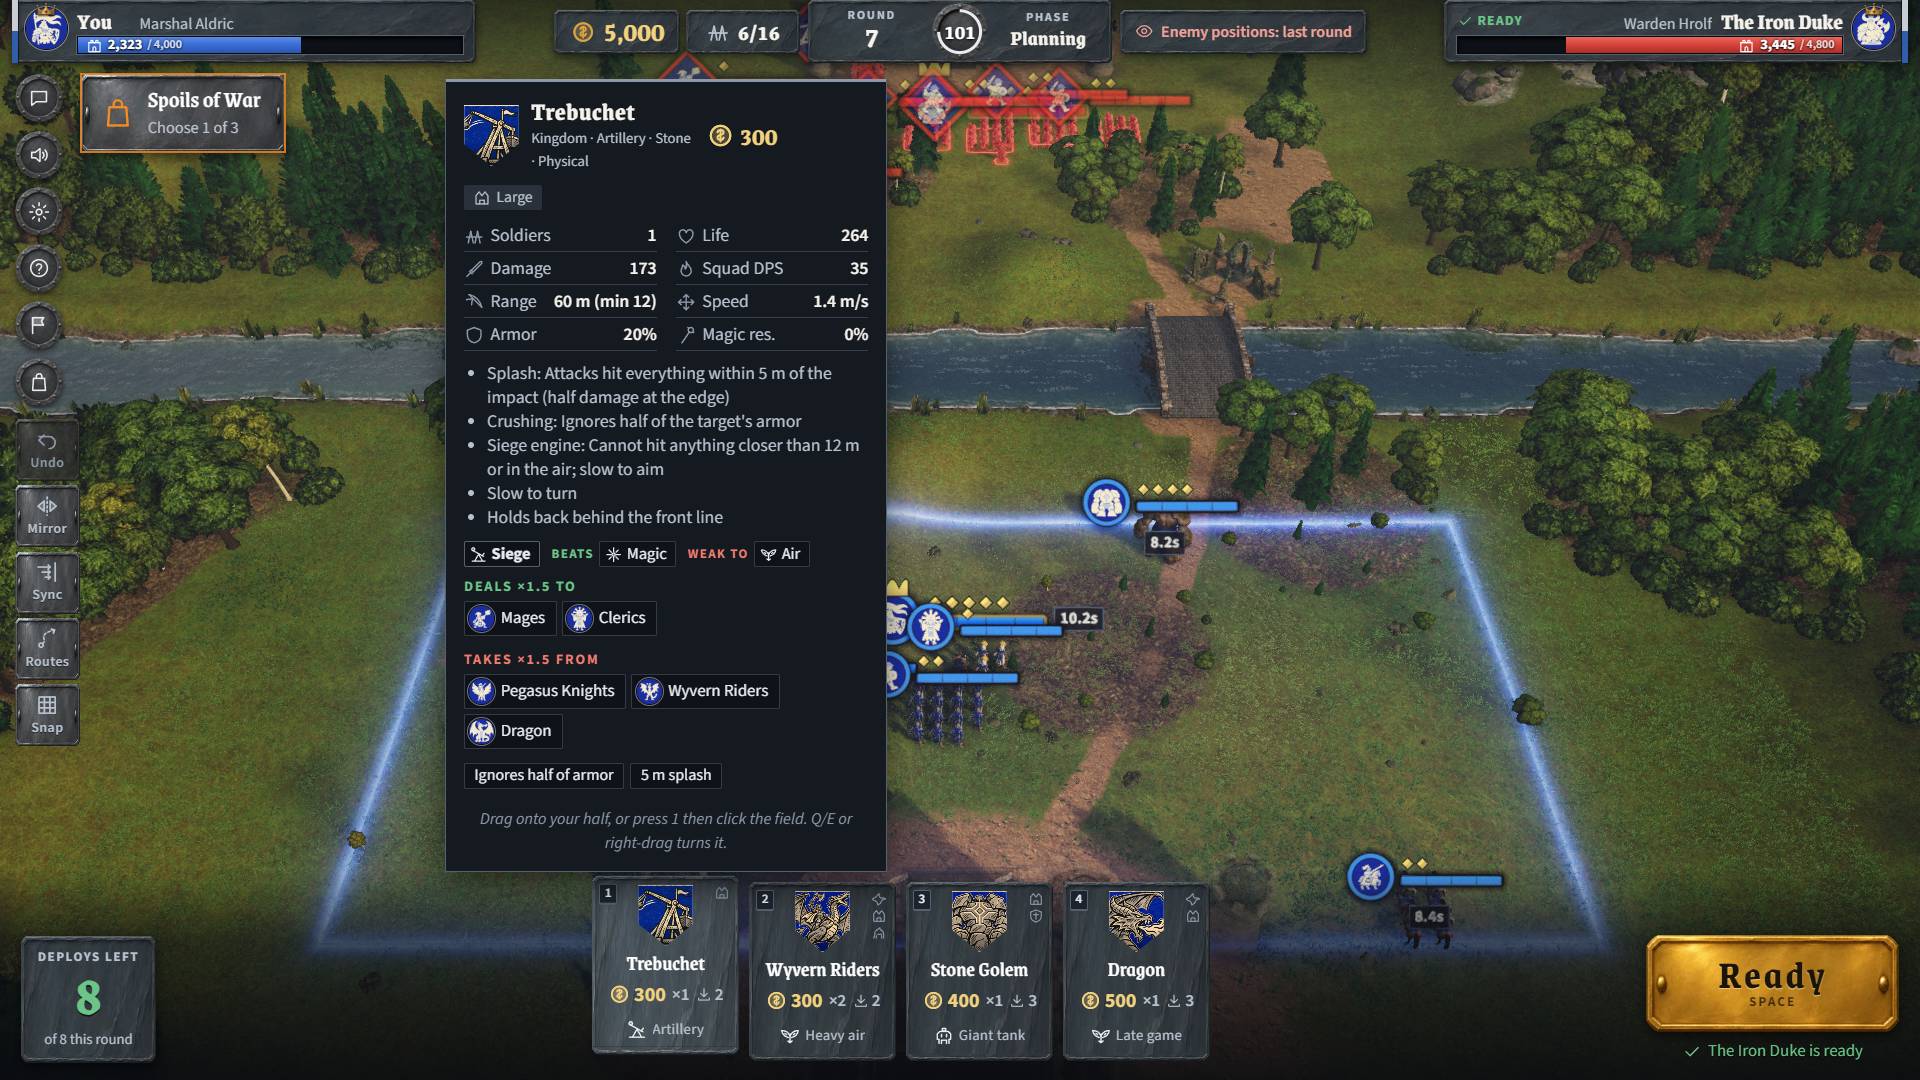 You Marshal Aldric
2,323 / 4,000
5,000
6/16
ROUND
7
101
PHASE
Planning
Enemy positions: last round
READY
Warden Hrolf The Iron Duke
3,445 / 4,800
Spoils of War
Choose 1 of 3
Undo
Mirror
Sync
Routes
Snap
Trebuchet
Kingdom · Artillery · Stone
· Physical
300
Large
Soldiers 1
Life 264
Damage 173
Squad DPS 35
Range 60 m (min 12)
Speed 1.4 m/s
Armor 20%
Magic res. 0%
• Splash: Attacks hit everything within 5 m of the
impact (half damage at the edge)
• Crushing: Ignores half of the target's armor
• Siege engine: Cannot hit anything closer than 12 m
or in the air; slow to aim
• Slow to turn
• Holds back behind the front line
Siege BEATS Magic WEAK TO Air
DEALS ×1.5 TO
Mages Clerics
TAKES ×1.5 FROM
Pegasus Knights Wyvern Riders
Dragon
Ignores half of armor 5 m splash
Drag onto your half, or press 1 then click the field. Q/E or
right-drag turns it.
8.2s
10.2s
8.4s
DEPLOYS LEFT
8
of 8 this round
1
Trebuchet
300 ×1 2
Artillery
2
Wyvern Riders
300 ×2 2
Heavy air
3
Stone Golem
400 ×1 3
Giant tank
4
Dragon
500 ×1 3
Late game
Ready
SPACE
The Iron Duke is ready